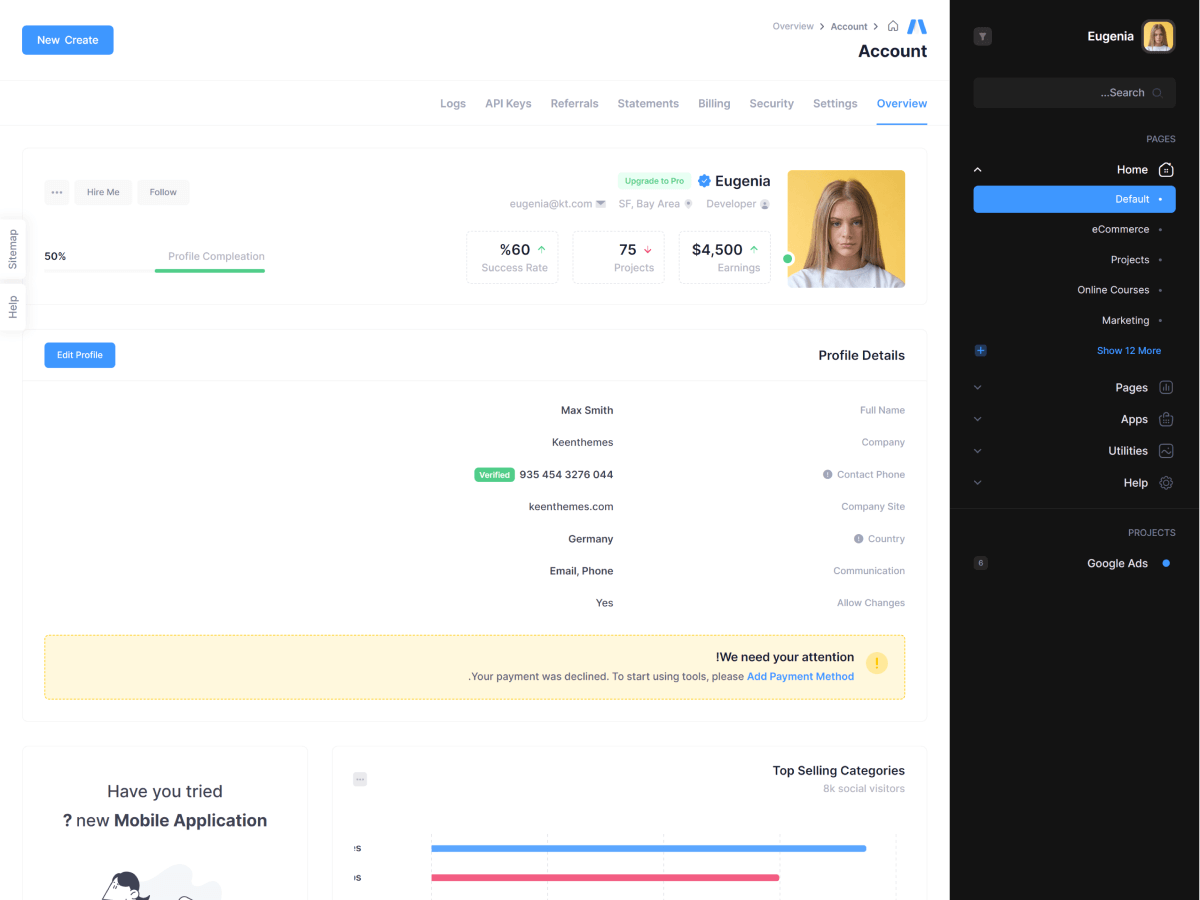 New Create
Overview > Account >
Account
Logs API Keys Referrals Statements Billing Security Settings Overview
... Hire Me Follow
Upgrade to Pro Eugenia
eugenia@kt.com SF, Bay Area Developer
50% Profile Compleation
%60 75 $4,500
Success Rate Projects Earnings
Sitemap
Help
Edit Profile Profile Details
Max Smith Full Name
Keenthemes Company
Verified 935 454 3276 044 Contact Phone
keenthemes.com Company Site
Germany Country
Email, Phone Communication
Yes Allow Changes
!We need your attention
.Your payment was declined. To start using tools, please Add Payment Method
Have you tried
? new Mobile Application
Top Selling Categories
8k social visitors
Eugenia
...Search
PAGES
Home
Default
eCommerce
Projects
Online Courses
Marketing
Show 12 More
Pages
Apps
Utilities
Help
PROJECTS
6 Google Ads